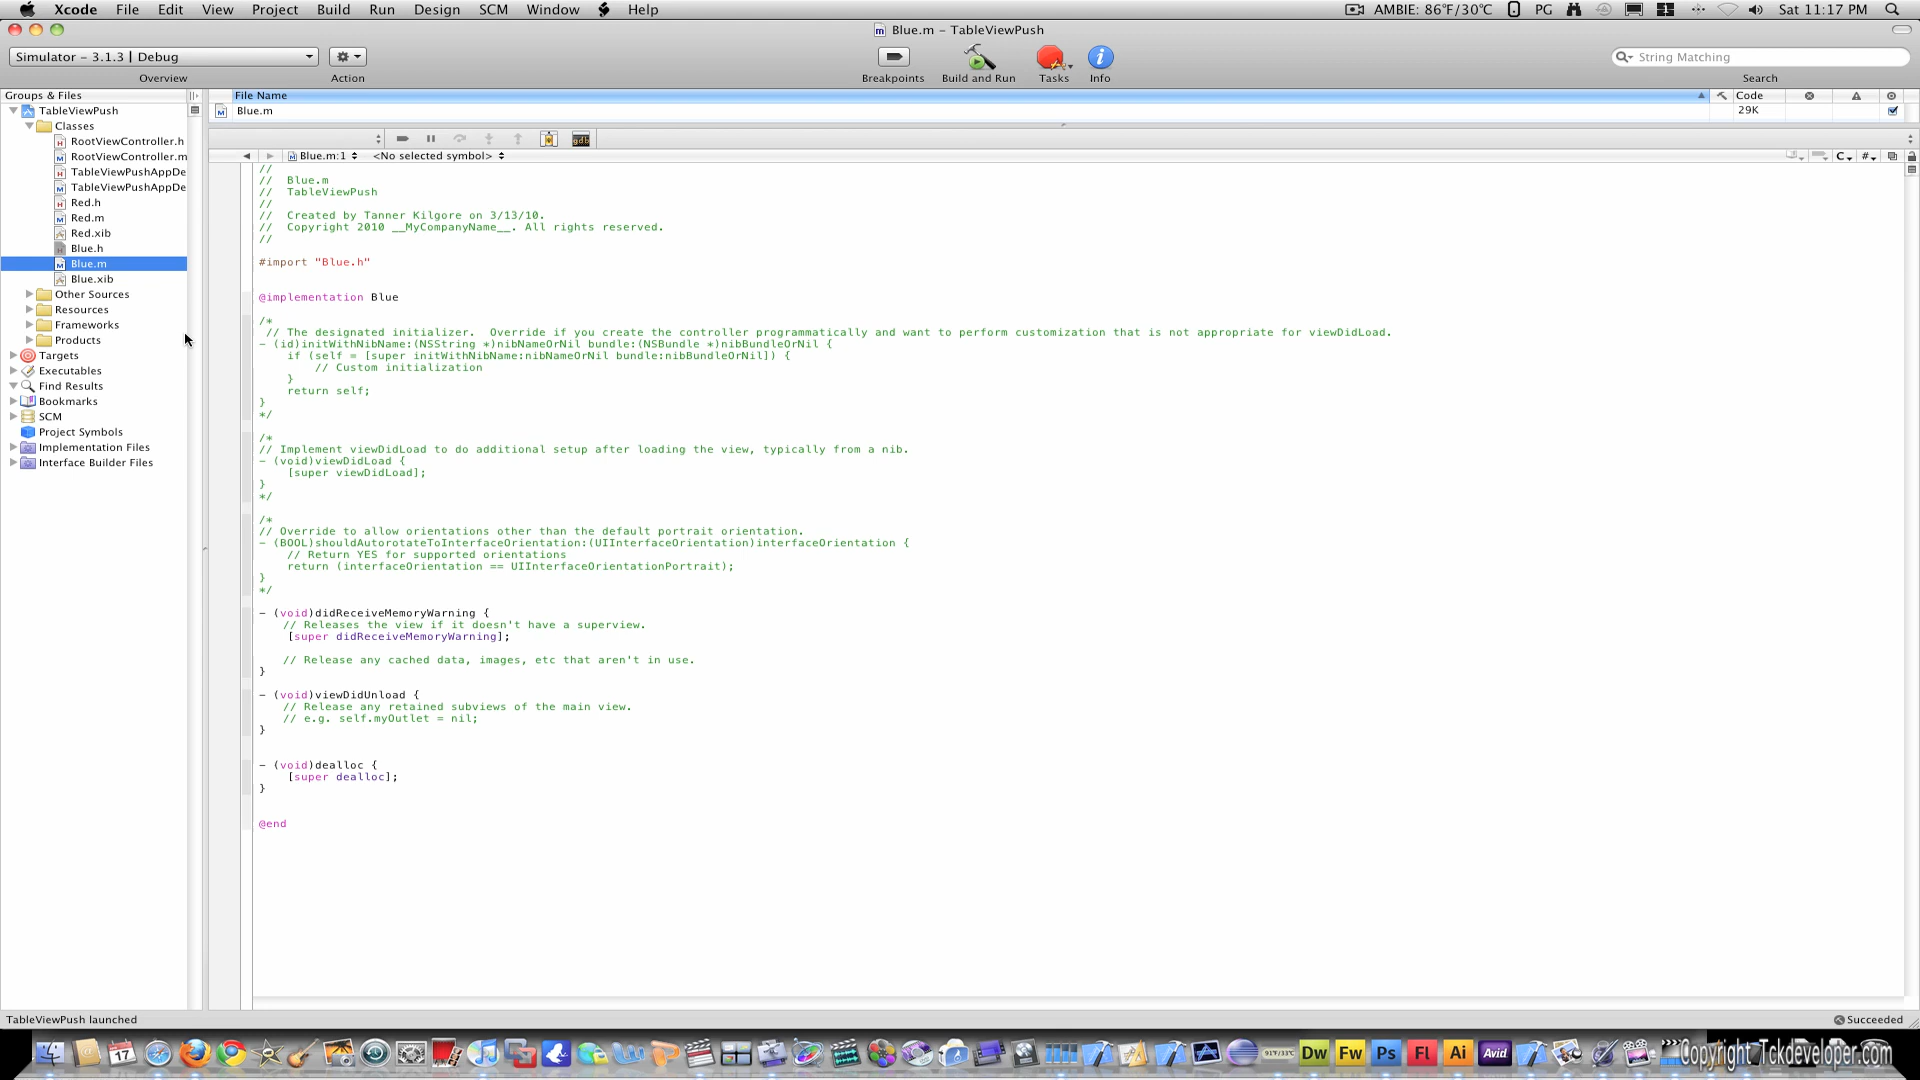 Xcode File Edit View Project Build Run Design SCM Window Help AMBIE: 86°F/30°C PG Sat 11:17 PM
Blue.m – TableViewPush
Simulator – 3.1.3 | Debug
String Matching
Overview Action Breakpoints Build and Run Tasks Info Search
Groups & Files
File Name Code
Blue.m 29K
TableViewPush
Classes
RootViewController.h
RootViewController.m
TableViewPushAppDe
TableViewPushAppDe
Red.h
Red.m
Red.xib
Blue.h
Blue.m
Blue.xib
Other Sources
Resources
Frameworks
Products
Targets
Executables
Find Results
Bookmarks
SCM
Project Symbols
Implementation Files
Interface Builder Files
gdb
Blue.m:1 <No selected symbol> C #
//
// Blue.m
// TableViewPush
//
// Created by Tanner Kilgore on 3/13/10.
// Copyright 2010 __MyCompanyName__. All rights reserved.
//
#import "Blue.h"
@implementation Blue
/*
// The designated initializer. Override if you create the controller programmatically and want to perform customization that is not appropriate for viewDidLoad.
- (id)initWithNibName:(NSString *)nibNameOrNil bundle:(NSBundle *)nibBundleOrNil {
if (self = [super initWithNibName:nibNameOrNil bundle:nibBundleOrNil]) {
// Custom initialization
}
return self;
}
*/
/*
// Implement viewDidLoad to do additional setup after loading the view, typically from a nib.
- (void)viewDidLoad {
[super viewDidLoad];
}
*/
/*
// Override to allow orientations other than the default portrait orientation.
- (BOOL)shouldAutorotateToInterfaceOrientation:(UIInterfaceOrientation)interfaceOrientation {
// Return YES for supported orientations
return (interfaceOrientation == UIInterfaceOrientationPortrait);
}
*/
- (void)didReceiveMemoryWarning {
// Releases the view if it doesn't have a superview.
[super didReceiveMemoryWarning];
// Release any cached data, images, etc that aren't in use.
}
- (void)viewDidUnload {
// Release any retained subviews of the main view.
// e.g. self.myOutlet = nil;
}
- (void)dealloc {
[super dealloc];
}
@end
TableViewPush launched
Succeeded
17 91°F/33°C Dw Fw Ps Fl Ai Avid
Copyright Tckdeveloper.com